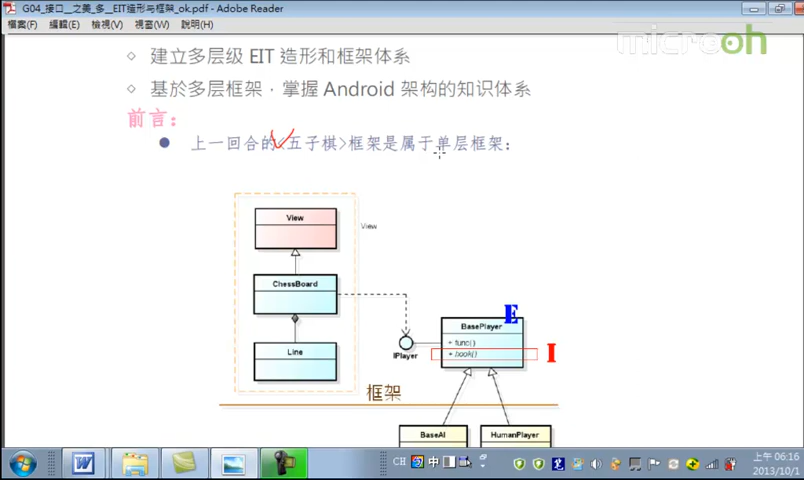 G04_接口__之美_多__EIT造形与框架_ok.pdf - Adobe Reader
檔案(F) 編輯(E) 檢視(V) 視窗(W) 說明(H)
microoh
◇ 建立多层级 EIT 造形和框架体系
◇ 基於多层框架，掌握 Android 架构的知识体系
前言：
● 上一回合的<五子棋>框架是属于单层框架：
View
View
ChessBoard
E
BasePlayer
+ func()
IPlayer
+ hook()
I
Line
框架
BaseAI
HumanPlayer
CH 中
上午 06:16
2013/10/1